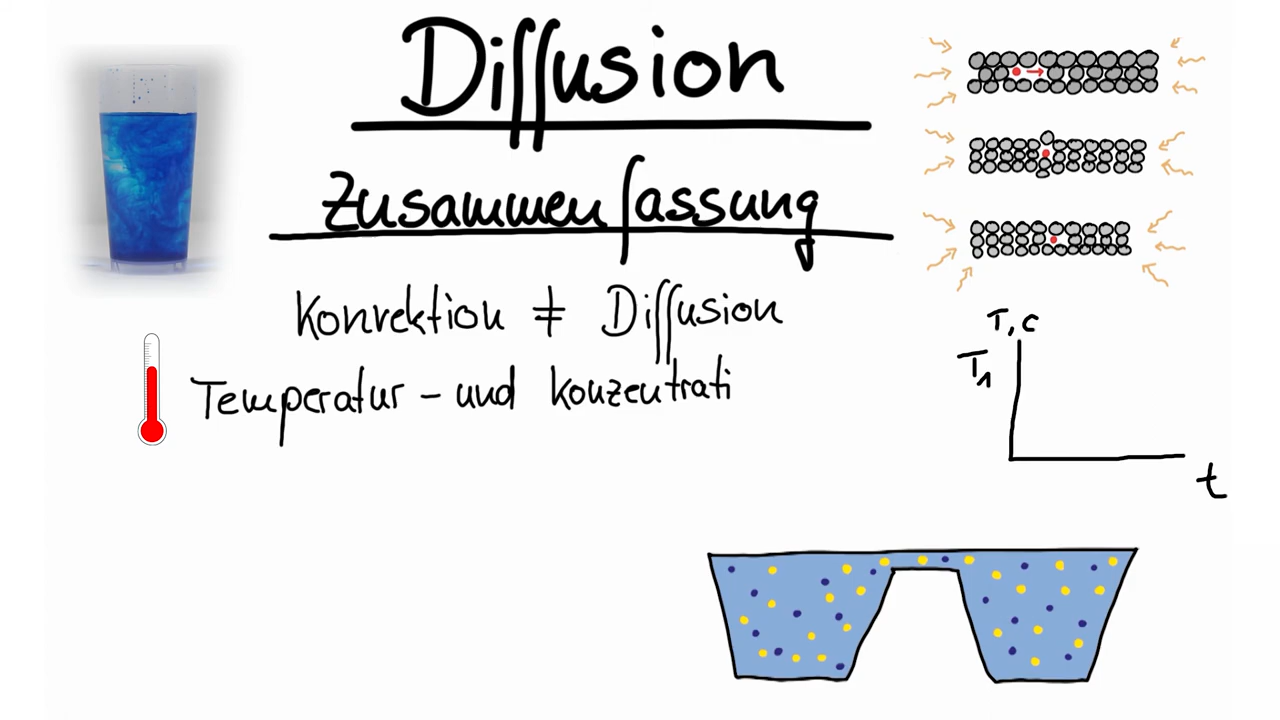 Diffusion
Zusammenfassung
Konvektion ≠ Diffusion
Temperatur - und Konzentrati
T, c
T₁
t